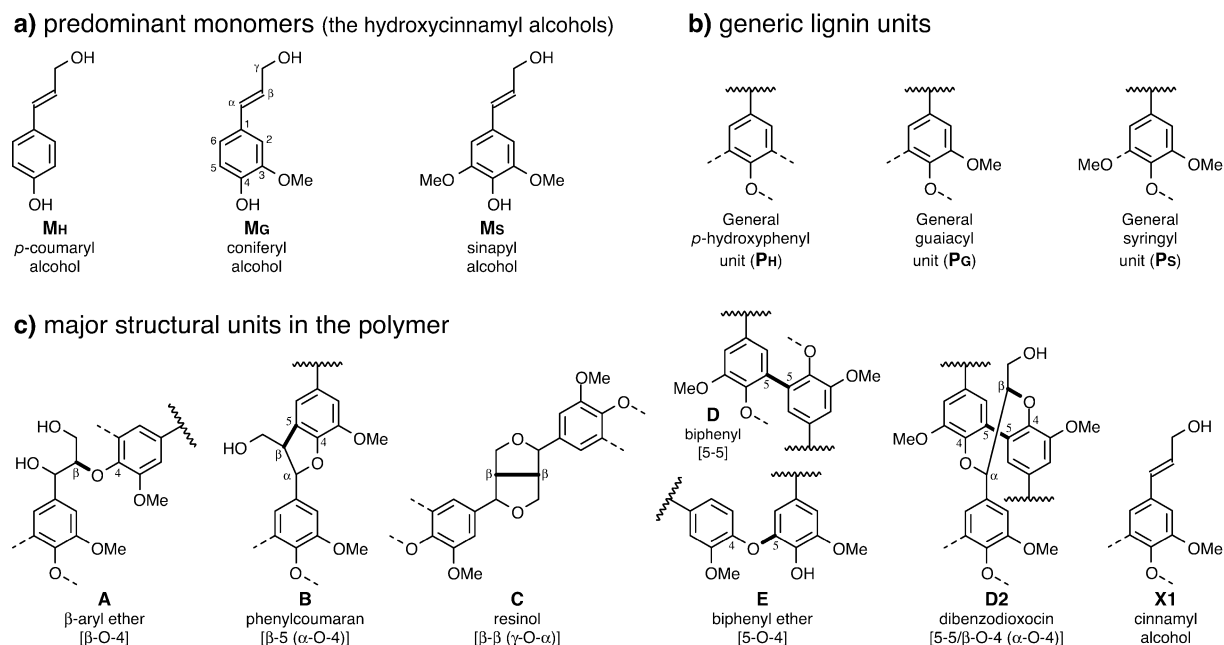 a) predominant monomers (the hydroxycinnamyl alcohols)
OH
γ
β
α
1
2
3
4
5
6
OMe
OH
MH
p-coumaryl
alcohol
OH
OH
MG
coniferyl
alcohol
OH
MeO
OMe
OH
MS
sinapyl
alcohol
b) generic lignin units
O
General
p-hydroxyphenyl
unit (PH)
OMe
O
General
guaiacyl
unit (PG)
MeO
OMe
O
General
syringyl
unit (PS)
c) major structural units in the polymer
HO
HO
β
O
4
OMe
OMe
O
A
β-aryl ether
[β-O-4]
5
4
HO
β
O
α
OMe
OMe
O
B
phenylcoumaran
[β-5 (α-O-4)]
OMe
O
O
β
β
O
O
OMe
C
resinol
[β-β (γ-O-α)]
O
MeO
5
5
OMe
O
D
biphenyl
[5-5]
4
O
5
OMe
OMe
OH
E
biphenyl ether
[5-O-4]
OH
β
O
4
5
5
4
MeO
OMe
O
α
OMe
O
D2
dibenzodioxocin
[5-5/β-O-4 (α-O-4)]
OH
OMe
O
X1
cinnamyl
alcohol